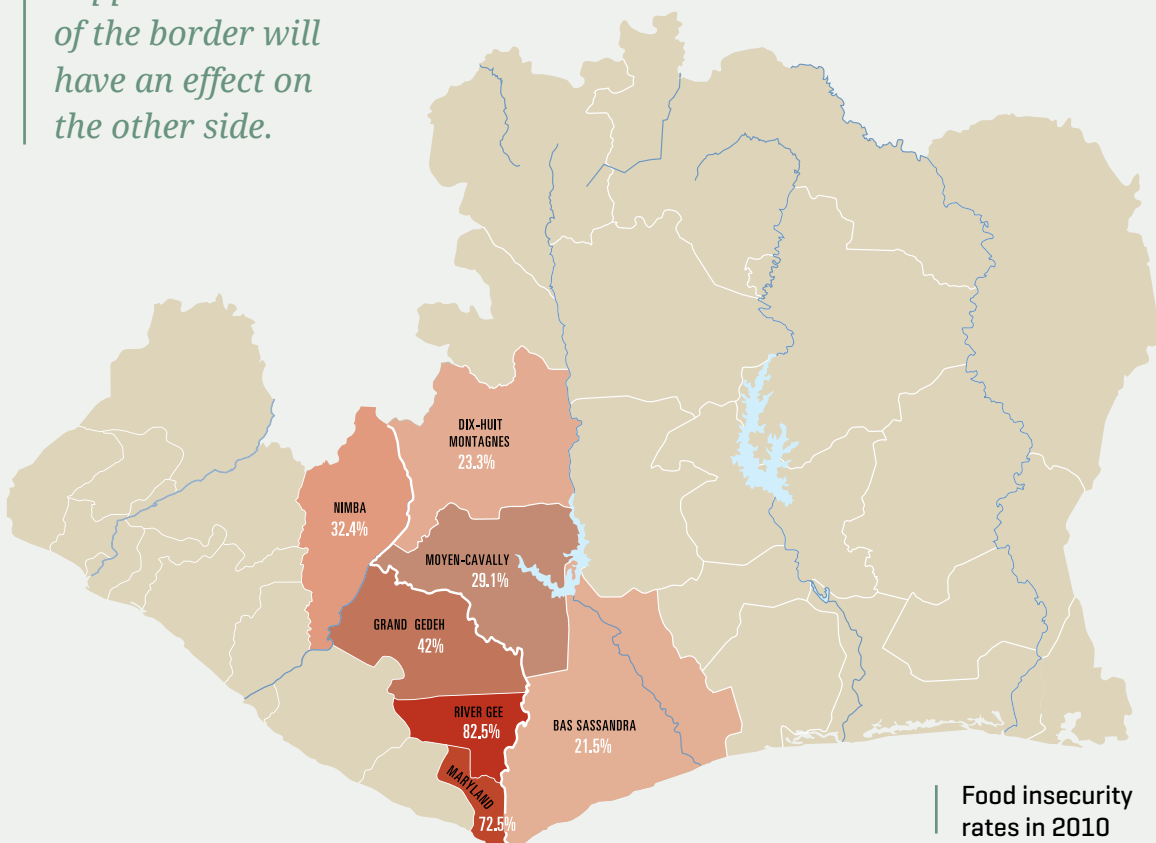 of the border will
have an effect on
the other side.
DIX-HUIT
MONTAGNES
23.3%
NIMBA
32.4%
MOYEN-CAVALLY
29.1%
GRAND GEDEH
42%
RIVER GEE
82.5%
BAS SASSANDRA
21.5%
MARYLAND
72.5%
Food insecurity
rates in 2010